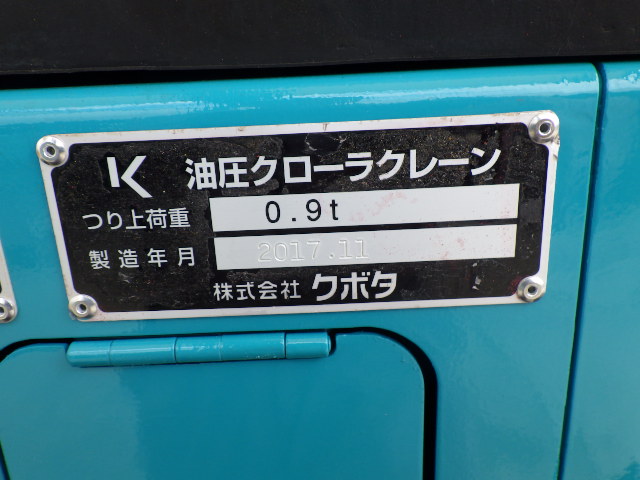 K 油圧クローラクレーン
つり上荷重 0.9t
製造年月 2017.11
株式会社 クボタ